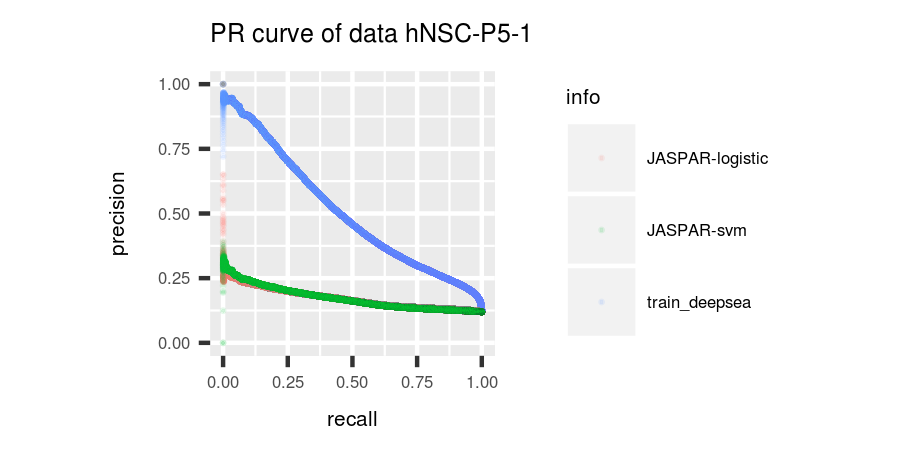 PR curve of data hNSC-P5-1
precision
1.00
0.75
0.50
0.25
0.00
0.00 0.25 0.50 0.75 1.00
recall
info
JASPAR-logistic
JASPAR-svm
train_deepsea